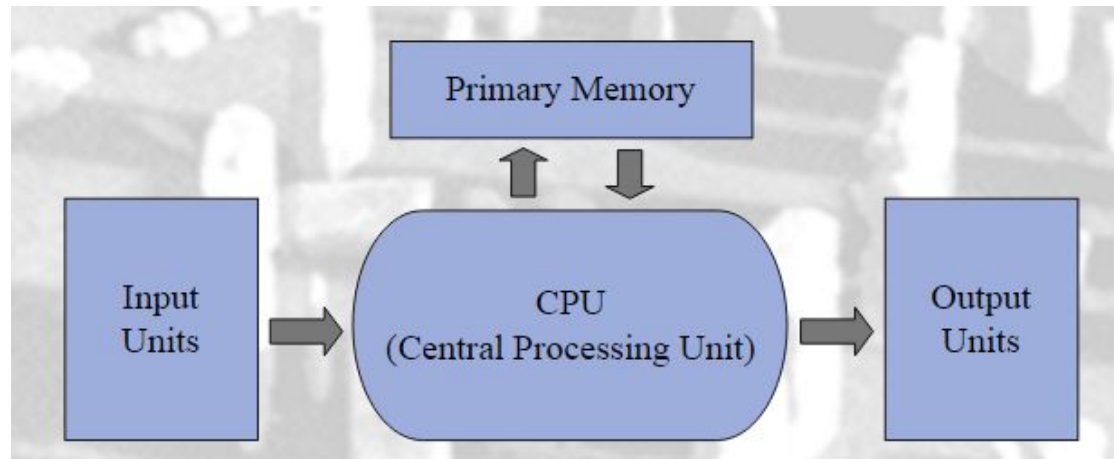 Primary Memory
Input
Units
CPU
(Central Processing Unit)
Output
Units